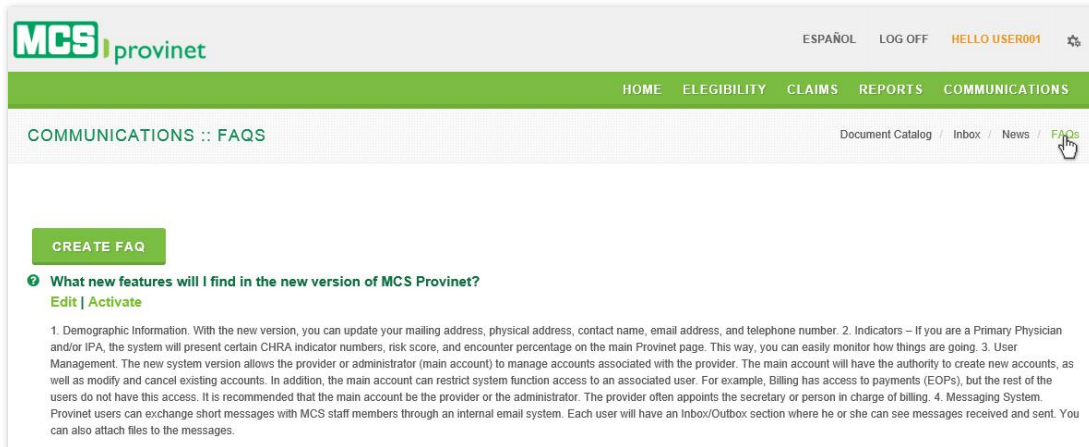 MCS provinet
ESPAÑOL LOG OFF HELLO USER001
HOME ELEGIBILITY CLAIMS REPORTS COMMUNICATIONS
COMMUNICATIONS :: FAQS
Document Catalog / Inbox / News / FAQs
CREATE FAQ
What new features will I find in the new version of MCS Provinet?
Edit | Activate
1. Demographic Information. With the new version, you can update your mailing address, physical address, contact name, email address, and telephone number. 2. Indicators – If you are a Primary Physician
and/or IPA, the system will present certain CHRA indicator numbers, risk score, and encounter percentage on the main Provinet page. This way, you can easily monitor how things are going. 3. User
Management. The new system version allows the provider or administrator (main account) to manage accounts associated with the provider. The main account will have the authority to create new accounts, as
well as modify and cancel existing accounts. In addition, the main account can restrict system function access to an associated user. For example, Billing has access to payments (EOPs), but the rest of the
users do not have this access. It is recommended that the main account be the provider or the administrator. The provider often appoints the secretary or person in charge of billing. 4. Messaging System.
Provinet users can exchange short messages with MCS staff members through an internal email system. Each user will have an Inbox/Outbox section where he or she can see messages received and sent. You
can also attach files to the messages.